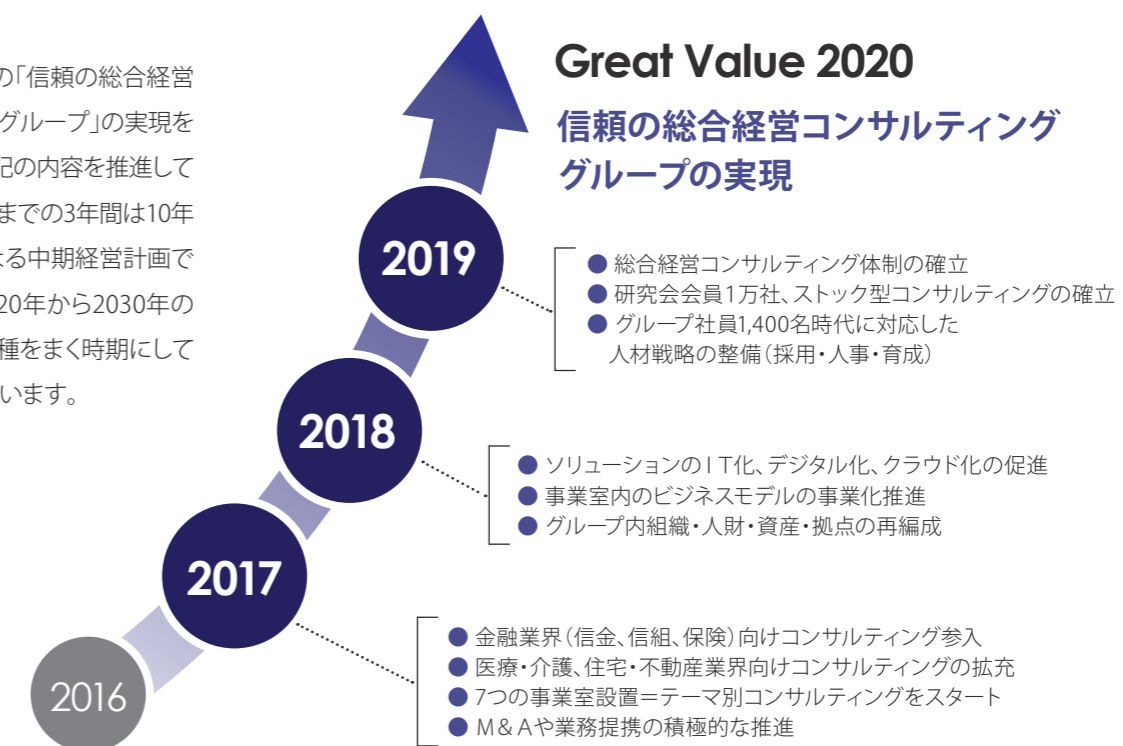 の「信頼の総合経営
グループ」の実現を
記の内容を推進して
までの3年間は10年
よる中期経営計画で
20年から2030年の
種をまく時期にして
います。
Great Value 2020
信頼の総合経営コンサルティング
グループの実現
2019
● 総合経営コンサルティング体制の確立
● 研究会会員1万社、ストック型コンサルティングの確立
● グループ社員1,400名時代に対応した
人材戦略の整備(採用・人事・育成)
2018
● ソリューションのIT化、デジタル化、クラウド化の促進
● 事業室内のビジネスモデルの事業化推進
● グループ内組織・人財・資産・拠点の再編成
2017
● 金融業界(信金、信組、保険)向けコンサルティング参入
● 医療・介護、住宅・不動産業界向けコンサルティングの拡充
● 7つの事業室設置=テーマ別コンサルティングをスタート
● M&Aや業務提携の積極的な推進
2016